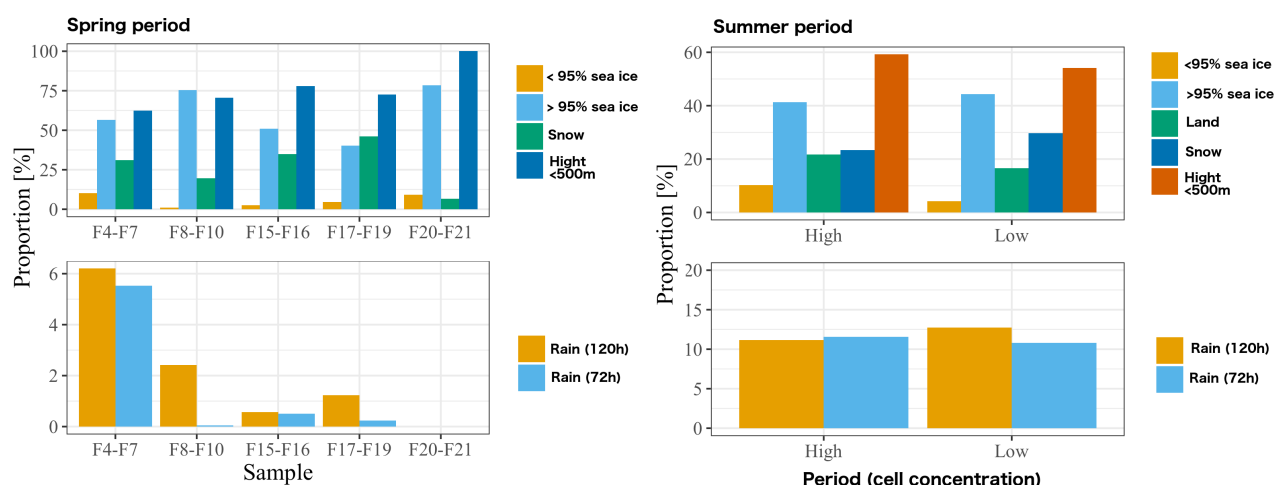 Spring period
100
75
50
25
0
F4-F7 F8-F10 F15-F16 F17-F19 F20-F21
< 95% sea ice
> 95% sea ice
Snow
Hight
<500m
Proportion [%]
6
4
2
0
F4-F7 F8-F10 F15-F16 F17-F19 F20-F21
Sample
Rain (120h)
Rain (72h)
Summer period
60
40
20
0
High Low
<95% sea ice
>95% sea ice
Land
Snow
Hight
<500m
Proportion [%]
20
15
10
5
0
High Low
Period (cell concentration)
Rain (120h)
Rain (72h)